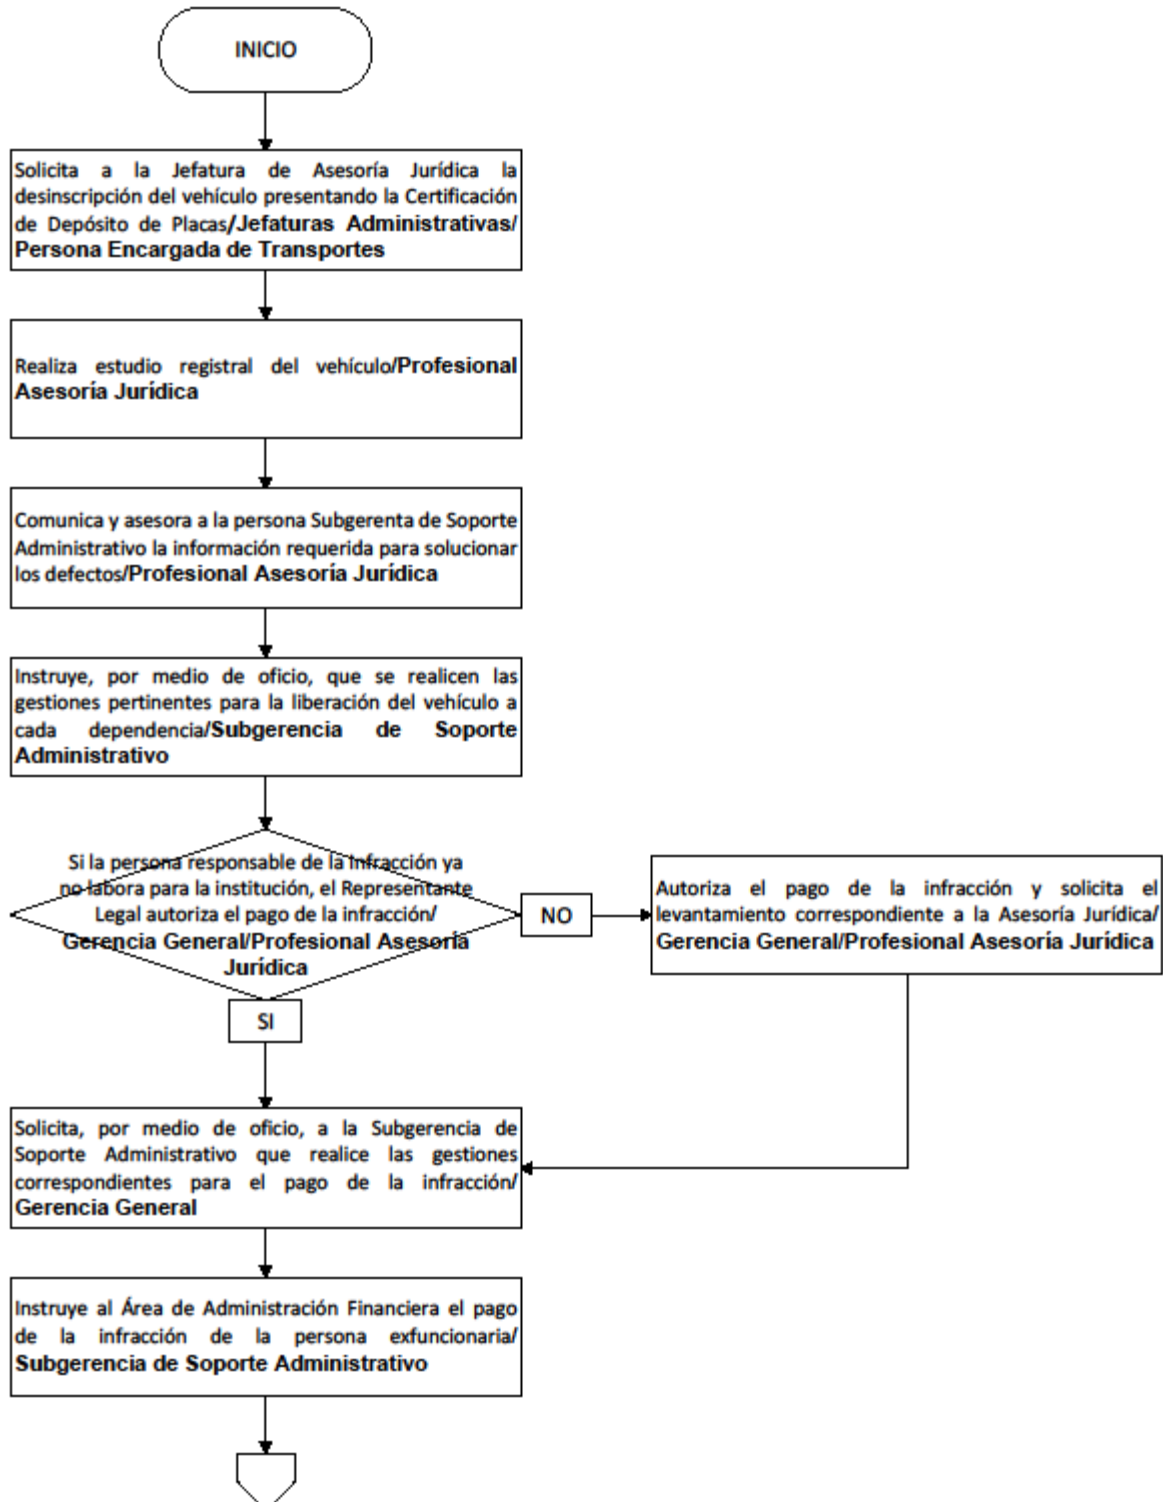 INICIO
Solicita a la Jefatura de Asesoría Jurídica la
desinscripción del vehículo presentando la Certificación
de Depósito de Placas/Jefaturas Administrativas/
Persona Encargada de Transportes
Realiza estudio registral del vehículo/Profesional
Asesoría Jurídica
Comunica y asesora a la persona Subgerenta de Soporte
Administrativo la información requerida para solucionar
los defectos/Profesional Asesoría Jurídica
Instruye, por medio de oficio, que se realicen las
gestiones pertinentes para la liberación del vehículo a
cada dependencia/Subgerencia de Soporte
Administrativo
Si la persona responsable de la infracción ya
no labora para la institución, el Representante
Legal autoriza el pago de la infracción/
Gerencia General/Profesional Asesoría
Jurídica
NO
Autoriza el pago de la infracción y solicita el
levantamiento correspondiente a la Asesoría Jurídica/
Gerencia General/Profesional Asesoría Jurídica
SI
Solicita, por medio de oficio, a la Subgerencia de
Soporte Administrativo que realice las gestiones
correspondientes para el pago de la infracción/
Gerencia General
Instruye al Área de Administración Financiera el pago
de la infracción de la persona exfuncionaria/
Subgerencia de Soporte Administrativo